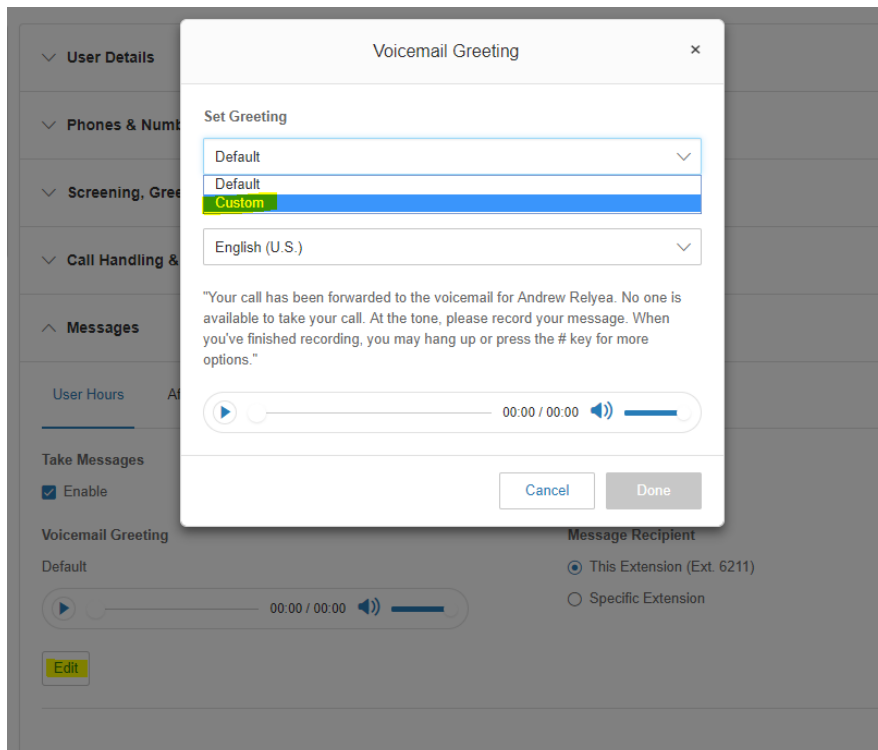 Voicemail Greeting
×
User Details
Phones & Numb
Screening, Gree
Call Handling &
Messages
Set Greeting
Default
Default
Custom
English (U.S.)
"Your call has been forwarded to the voicemail for Andrew Relyea. No one is
available to take your call. At the tone, please record your message. When
you've finished recording, you may hang up or press the # key for more
options."
00:00 / 00:00
Cancel
Done
User Hours
Af
Take Messages
Enable
Voicemail Greeting
Default
00:00 / 00:00
Edit
Message Recipient
This Extension (Ext. 6211)
Specific Extension